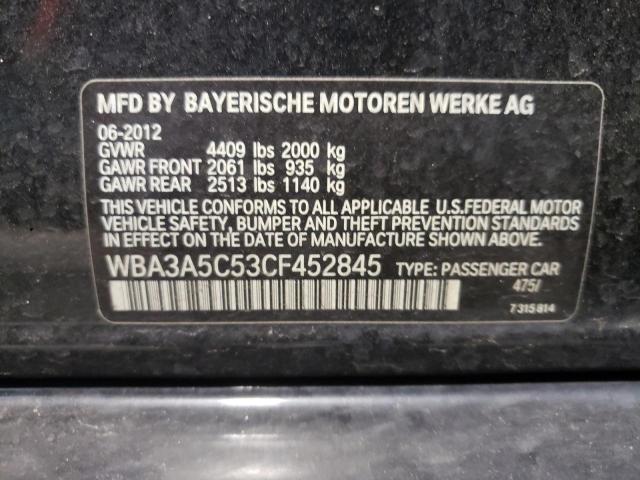 MFD BY BAYERISCHE MOTOREN WERKE AG
06-2012
GVWR 4409 lbs 2000 kg
GAWR FRONT 2061 lbs 935 kg
GAWR REAR 2513 lbs 1140 kg
THIS VEHICLE CONFORMS TO ALL APPLICABLE U.S.FEDERAL MOTOR
VEHICLE SAFETY, BUMPER AND THEFT PREVENTION STANDARDS
IN EFFECT ON THE DATE OF MANUFACTURE SHOWN ABOVE.
WBA3A5C53CF452845 TYPE: PASSENGER CAR
475/
7315814